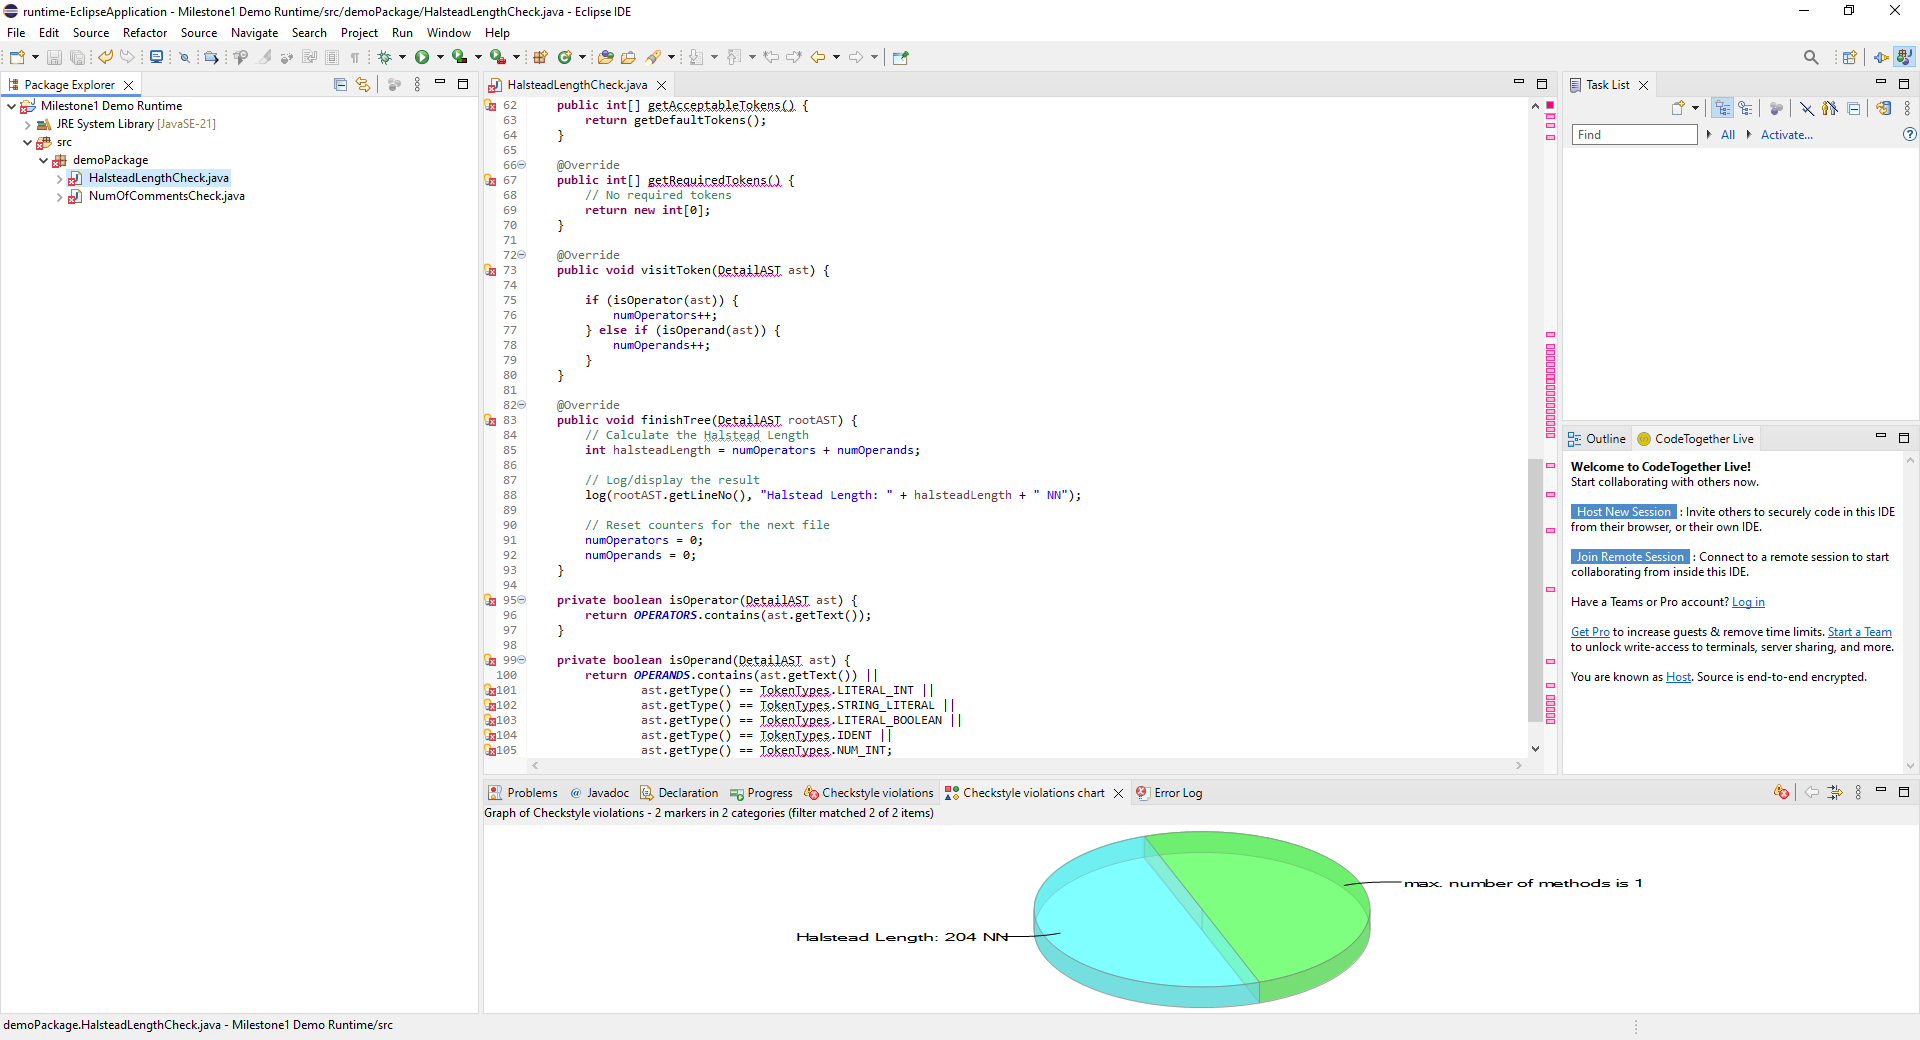 runtime-EclipseApplication - Milestone1 Demo Runtime/src/demoPackage/HalsteadLengthCheck.java - Eclipse IDE
File Edit Source Refactor Source Navigate Search Project Run Window Help
Package Explorer
Milestone1 Demo Runtime
JRE System Library [JavaSE-21]
src
demoPackage
HalsteadLengthCheck.java
NumOfCommentsCheck.java
HalsteadLengthCheck.java
62 public int[] getAcceptableTokens() {
63 return getDefaultTokens();
64 }
65
66 @Override
67 public int[] getRequiredTokens() {
68 // No required tokens
69 return new int[0];
70 }
71
72 @Override
73 public void visitToken(DetailAST ast) {
74
75 if (isOperator(ast)) {
76 numOperators++;
77 } else if (isOperand(ast)) {
78 numOperands++;
79 }
80 }
81
82 @Override
83 public void finishTree(DetailAST rootAST) {
84 // Calculate the Halstead Length
85 int halsteadLength = numOperators + numOperands;
86
87 // Log/display the result
88 log(rootAST.getLineNo(), "Halstead Length: " + halsteadLength + " NN");
89
90 // Reset counters for the next file
91 numOperators = 0;
92 numOperands = 0;
93 }
94
95 private boolean isOperator(DetailAST ast) {
96 return OPERATORS.contains(ast.getText());
97 }
98
99 private boolean isOperand(DetailAST ast) {
100 return OPERANDS.contains(ast.getText()) ||
101 ast.getType() == TokenTypes.LITERAL_INT ||
102 ast.getType() == TokenTypes.STRING_LITERAL ||
103 ast.getType() == TokenTypes.LITERAL_BOOLEAN ||
104 ast.getType() == TokenTypes.IDENT ||
105 ast.getType() == TokenTypes.NUM_INT;
Task List
Find All Activate...
Outline CodeTogether Live
Welcome to CodeTogether Live!
Start collaborating with others now.
Host New Session : Invite others to securely code in this IDE
from their browser, or their own IDE.
Join Remote Session : Connect to a remote session to start
collaborating from inside this IDE.
Have a Teams or Pro account? Log in
Get Pro to increase guests & remove time limits. Start a Team
to unlock write-access to terminals, server sharing, and more.
You are known as Host. Source is end-to-end encrypted.
Problems Javadoc Declaration Progress Checkstyle violations Checkstyle violations chart Error Log
Graph of Checkstyle violations - 2 markers in 2 categories (filter matched 2 of 2 items)
max. number of methods is 1
Halstead Length: 204 NN
demoPackage.HalsteadLengthCheck.java - Milestone1 Demo Runtime/src